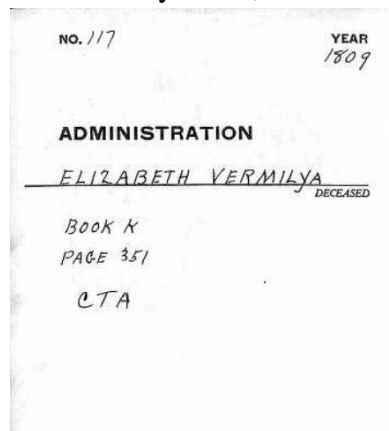 NO. 117 YEAR
1809
ADMINISTRATION
ELIZABETH VERMILYA
DECEASED
BOOK K
PAGE 351
CTA